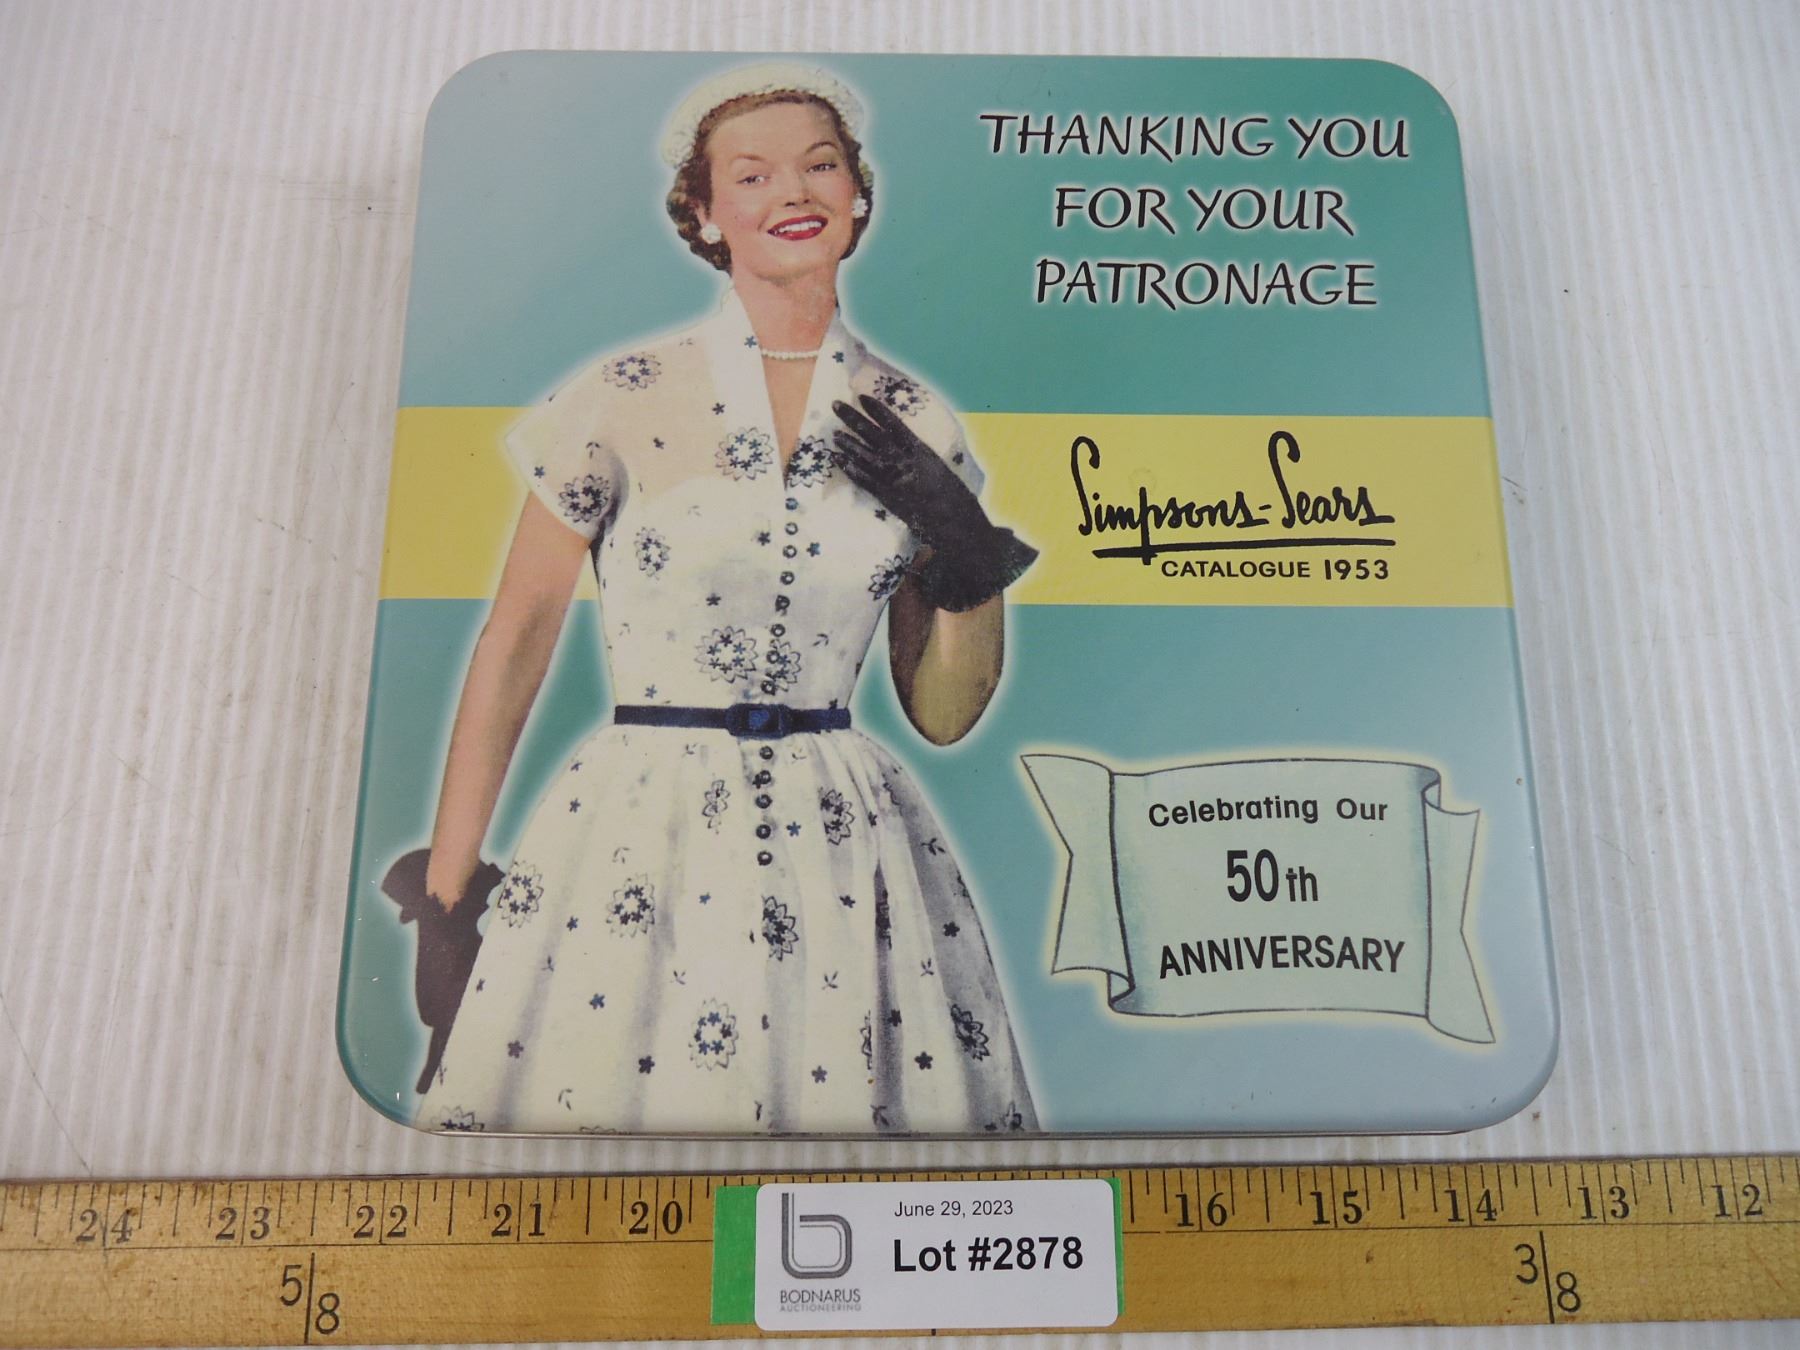 THANKING YOU
FOR YOUR
PATRONAGE
Simpsons-Sears
CATALOGUE 1953
Celebrating Our
50th
ANNIVERSARY
24 23 22 21 20 16 15 14 13 12
5/8 3/8
June 29, 2023
Lot #2878
BODNARUS
AUCTIONEERING